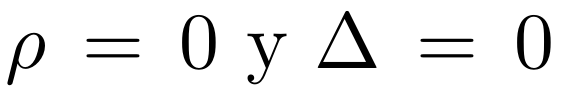 ρ = 0 y Δ = 0